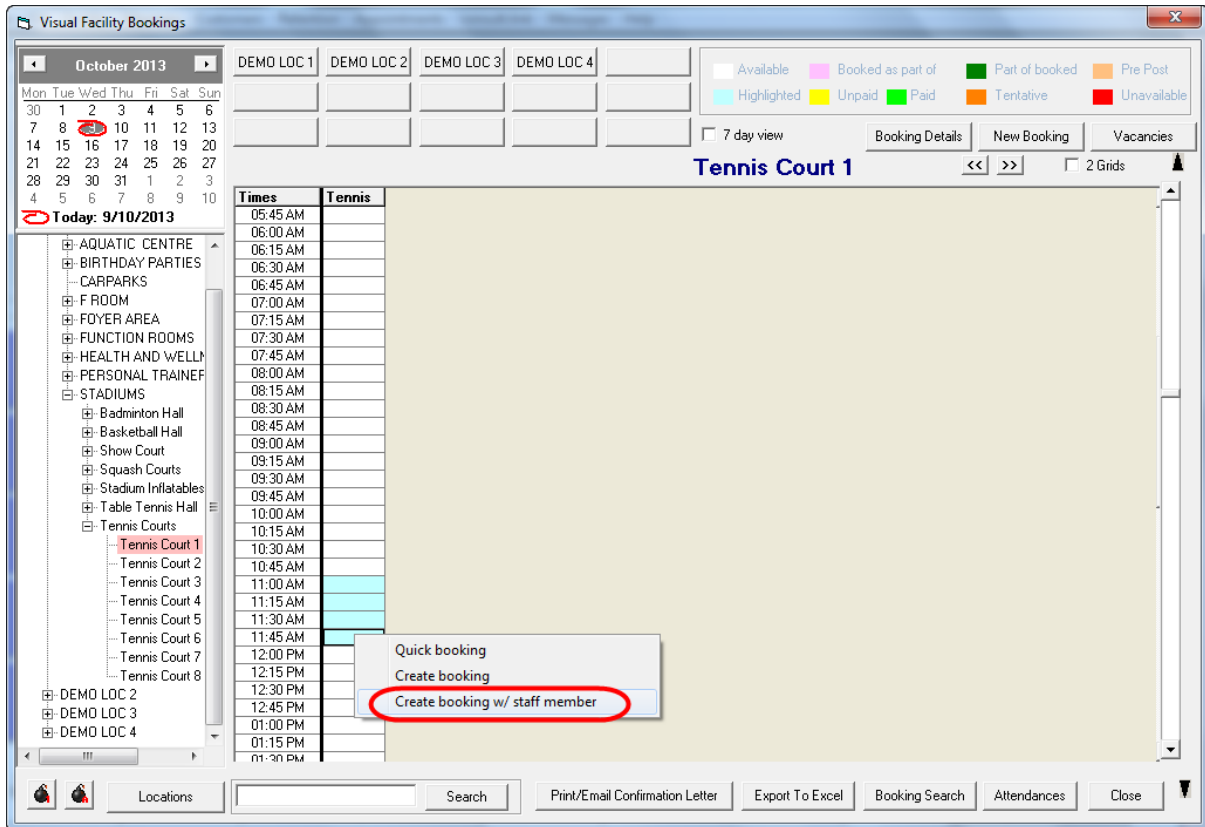 Visual Facility Bookings
October 2013
Mon Tue Wed Thu Fri Sat Sun
30 1 2 3 4 5 6
7 8 9 10 11 12 13
14 15 16 17 18 19 20
21 22 23 24 25 26 27
28 29 30 31 1 2 3
4 5 6 7 8 9 10
Today: 9/10/2013
DEMO LOC 1 DEMO LOC 2 DEMO LOC 3 DEMO LOC 4
Available Booked as part of Part of booked Pre Post
Highlighted Unpaid Paid Tentative Unavailable
7 day view Booking Details New Booking Vacancies
Tennis Court 1 << >> 2 Grids
AQUATIC CENTRE
BIRTHDAY PARTIES
CARPARKS
F ROOM
FOYER AREA
FUNCTION ROOMS
HEALTH AND WELLN
PERSONAL TRAINER
STADIUMS
Badminton Hall
Basketball Hall
Show Court
Squash Courts
Stadium Inflatables
Table Tennis Hall
Tennis Courts
Tennis Court 1
Tennis Court 2
Tennis Court 3
Tennis Court 4
Tennis Court 5
Tennis Court 6
Tennis Court 7
Tennis Court 8
DEMO LOC 2
DEMO LOC 3
DEMO LOC 4
Times Tennis
05:45 AM
06:00 AM
06:15 AM
06:30 AM
06:45 AM
07:00 AM
07:15 AM
07:30 AM
07:45 AM
08:00 AM
08:15 AM
08:30 AM
08:45 AM
09:00 AM
09:15 AM
09:30 AM
09:45 AM
10:00 AM
10:15 AM
10:30 AM
10:45 AM
11:00 AM
11:15 AM
11:30 AM
11:45 AM
12:00 PM
12:15 PM
12:30 PM
12:45 PM
01:00 PM
01:15 PM
01:30 PM
Quick booking
Create booking
Create booking w/ staff member
Locations Search Print/Email Confirmation Letter Export To Excel Booking Search Attendances Close